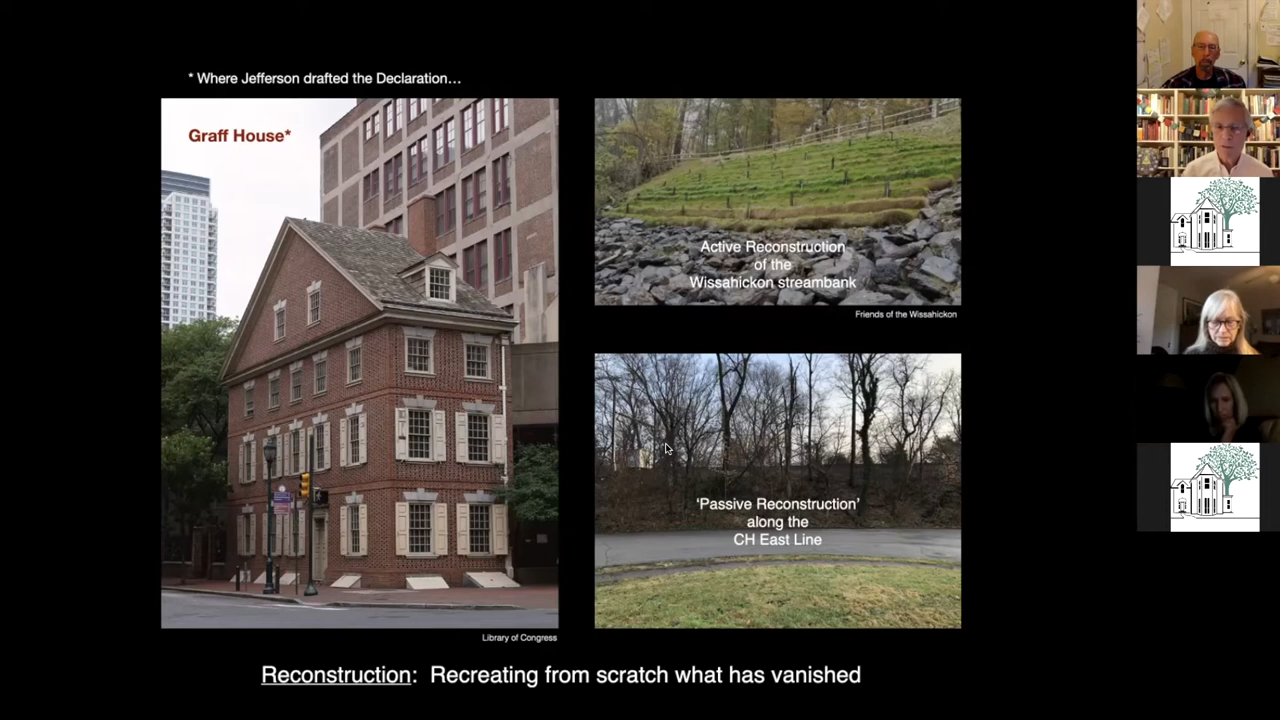 * Where Jefferson drafted the Declaration…
Graff House*
Library of Congress
Active Reconstruction
of the
Wissahickon streambank
Friends of the Wissahickon
‘Passive Reconstruction’
along the
CH East Line
Reconstruction:  Recreating from scratch what has vanished